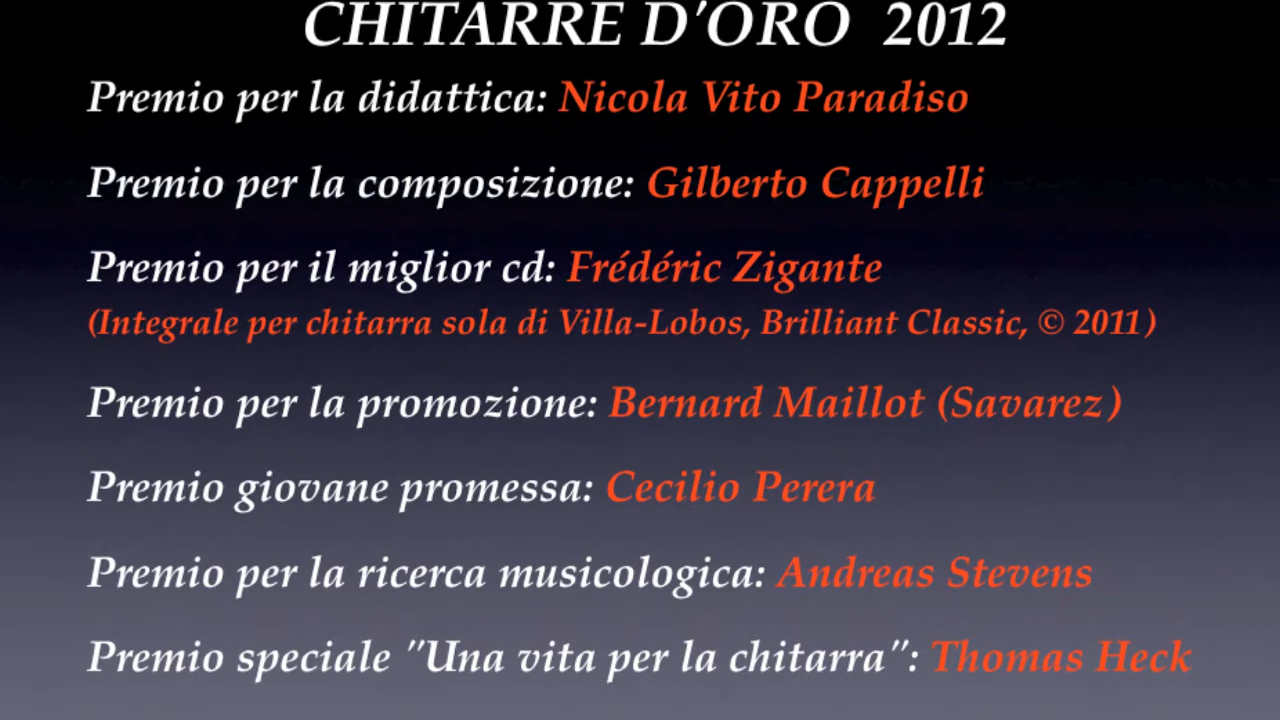 CHITARRE D'ORO 2012
Premio per la didattica: Nicola Vito Paradiso
Premio per la composizione: Gilberto Cappelli
Premio per il miglior cd: Frédéric Zigante
(Integrale per chitarra sola di Villa-Lobos, Brilliant Classic, © 2011)
Premio per la promozione: Bernard Maillot (Savarez)
Premio giovane promessa: Cecilio Perera
Premio per la ricerca musicologica: Andreas Stevens
Premio speciale "Una vita per la chitarra": Thomas Heck